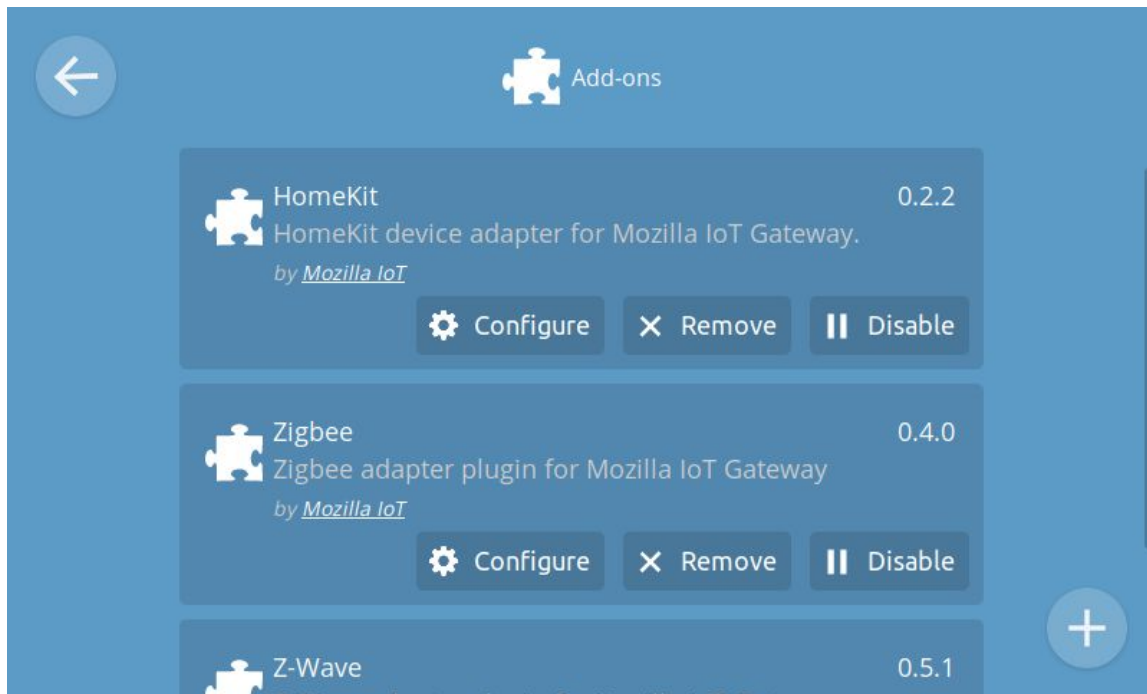 Add-ons
HomeKit 0.2.2
HomeKit device adapter for Mozilla IoT Gateway.
by Mozilla IoT
Configure Remove Disable
Zigbee 0.4.0
Zigbee adapter plugin for Mozilla IoT Gateway
by Mozilla IoT
Configure Remove Disable
Z-Wave 0.5.1